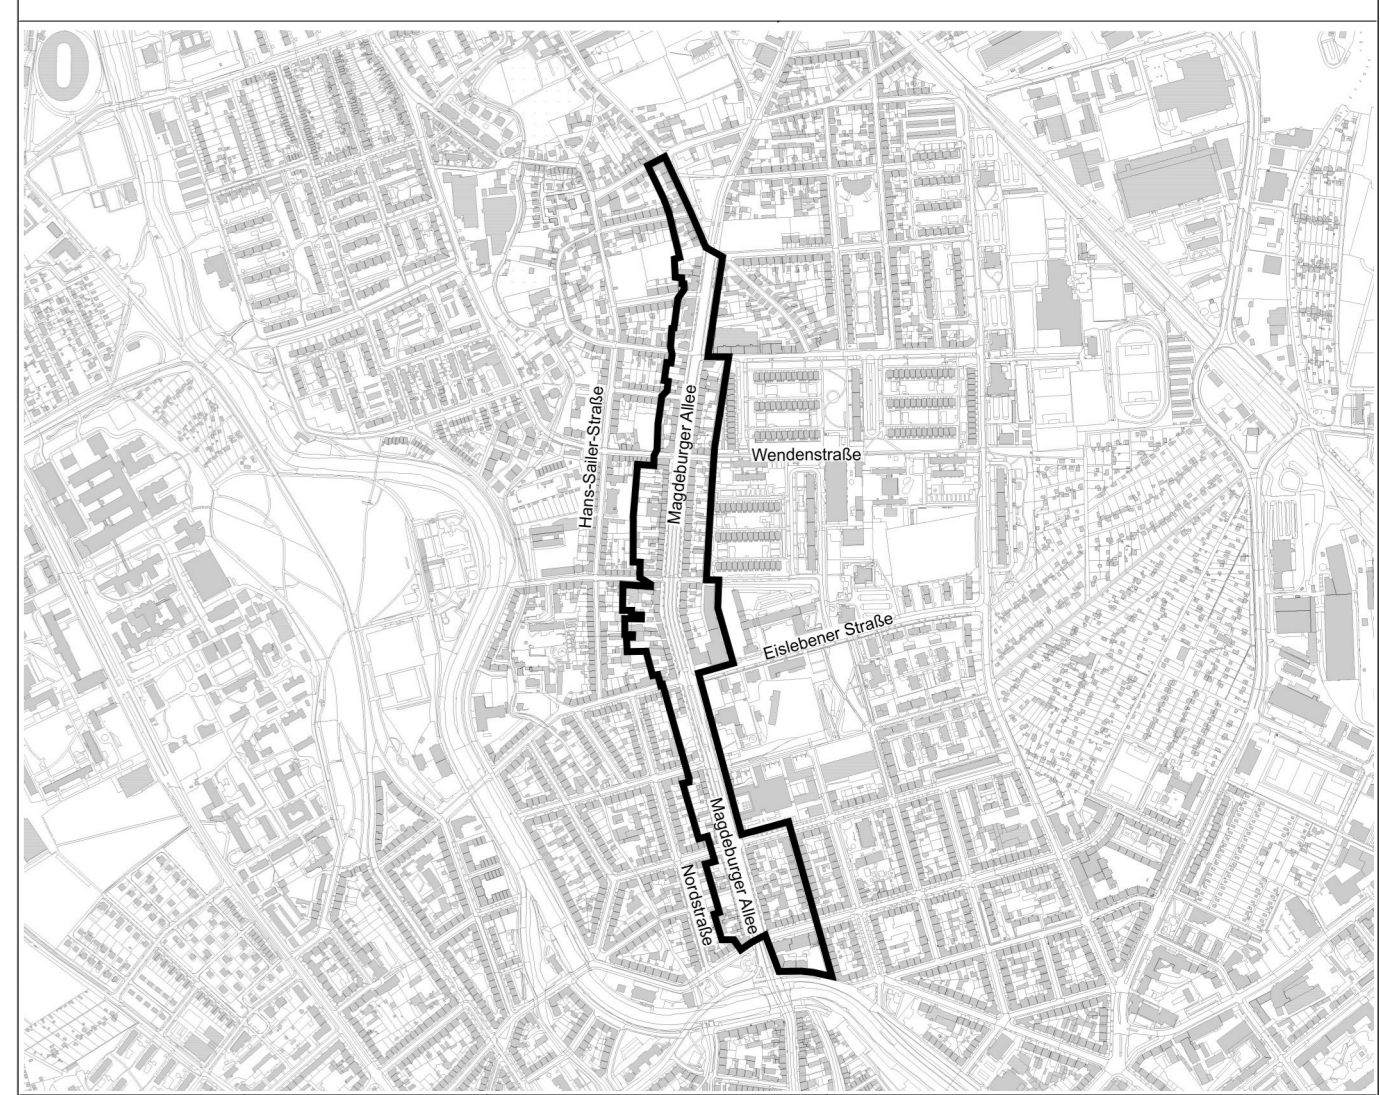 Hans-Sailer-Straße
Magdeburger Allee
Wendenstraße
Eislebener Straße
Magdeburger Allee
Nordstraße